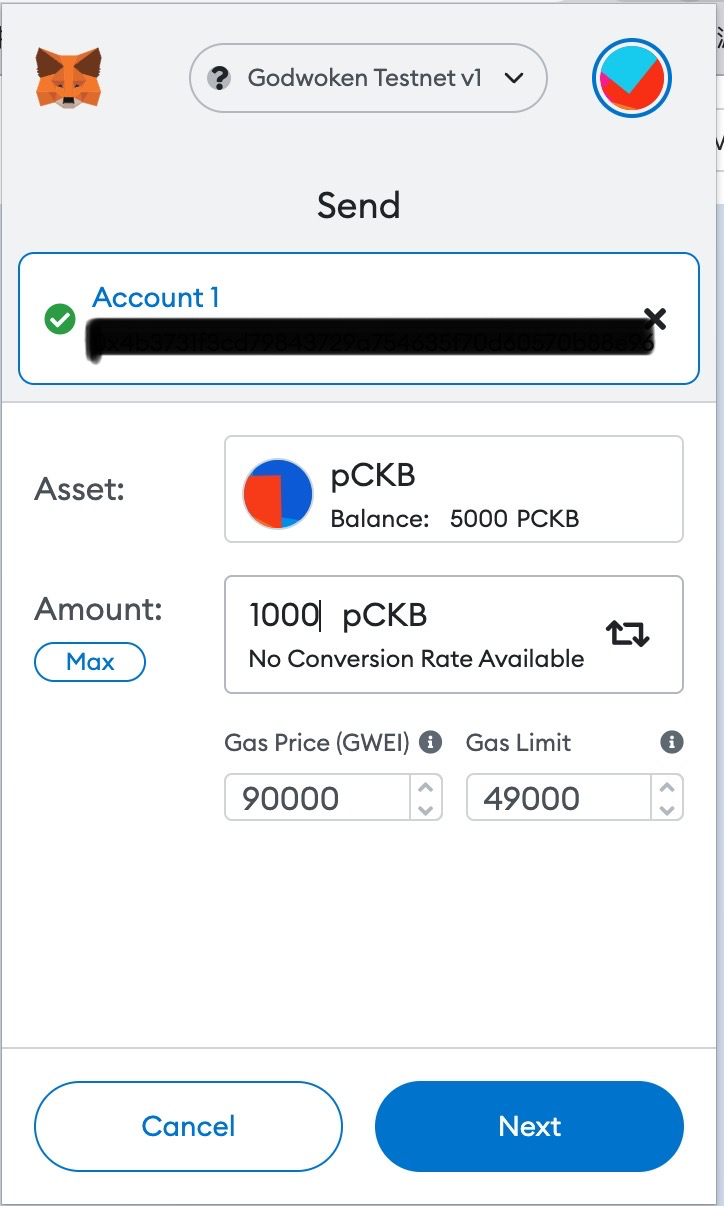 Godwoken Testnet v1
Send
Account 1
Asset:
pCKB
Balance: 5000 PCKB
Amount:
Max
1000 pCKB
No Conversion Rate Available
Gas Price (GWEI)
Gas Limit
90000
49000
Cancel
Next